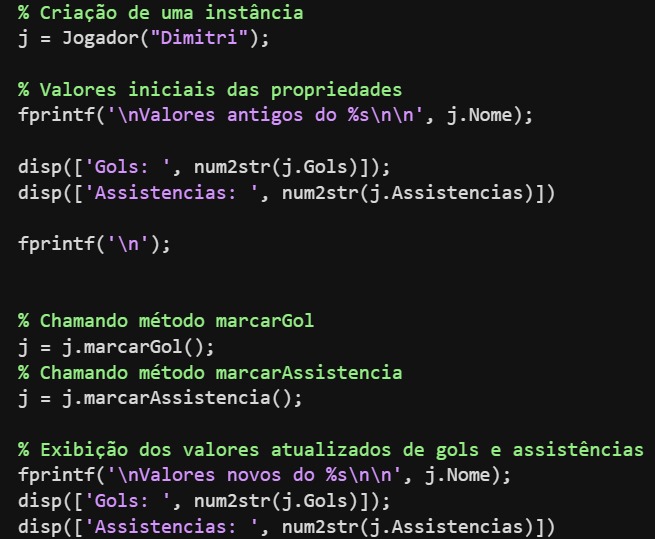 % Criação de uma instância
j = Jogador("Dimitri");
% Valores iniciais das propriedades
fprintf('\nValores antigos do %s\n\n', j.Nome);
disp(['Gols: ', num2str(j.Gols)]);
disp(['Assistencias: ', num2str(j.Assistencias)])
fprintf('\n');
% Chamando método marcarGol
j = j.marcarGol();
% Chamando método marcarAssistencia
j = j.marcarAssistencia();
% Exibição dos valores atualizados de gols e assistências
fprintf('\nValores novos do %s\n\n', j.Nome);
disp(['Gols: ', num2str(j.Gols)]);
disp(['Assistencias: ', num2str(j.Assistencias)])